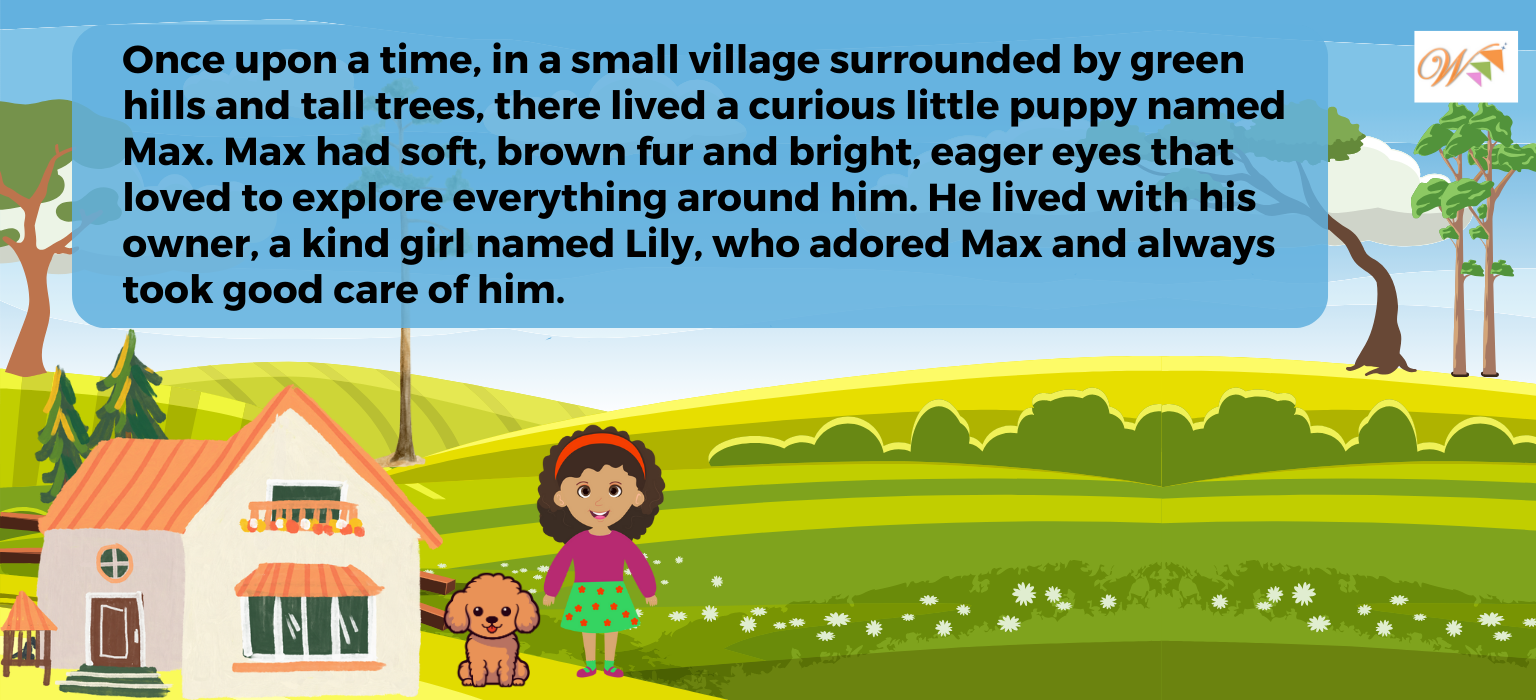 Once upon a time, in a small village surrounded by green
hills and tall trees, there lived a curious little puppy named
Max. Max had soft, brown fur and bright, eager eyes that
loved to explore everything around him. He lived with his
owner, a kind girl named Lily, who adored Max and always
took good care of him.
W